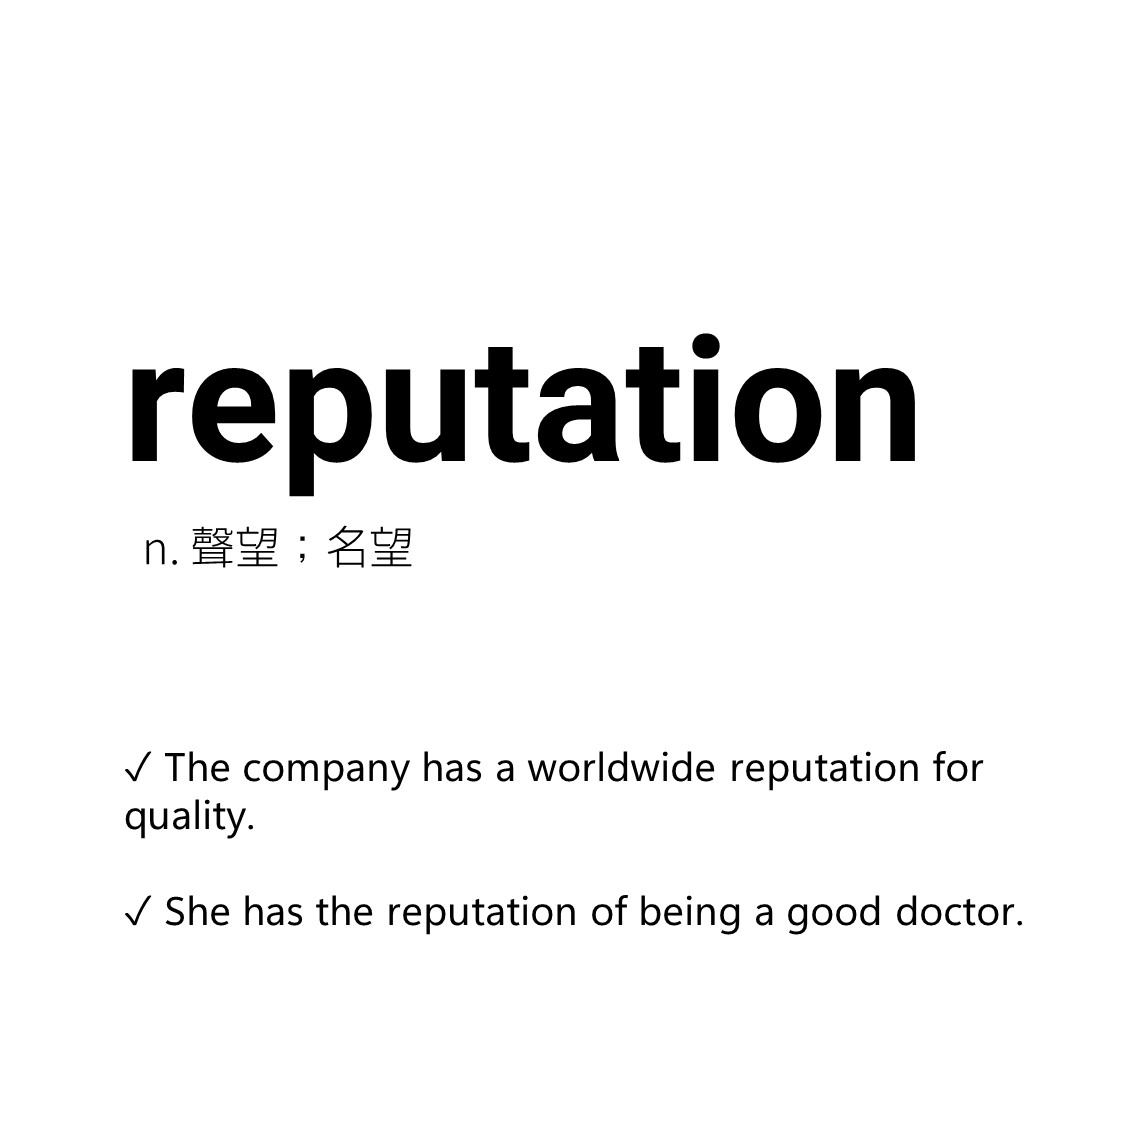 reputation
n. 聲望；名望
✓ The company has a worldwide reputation for
quality.
✓ She has the reputation of being a good doctor.